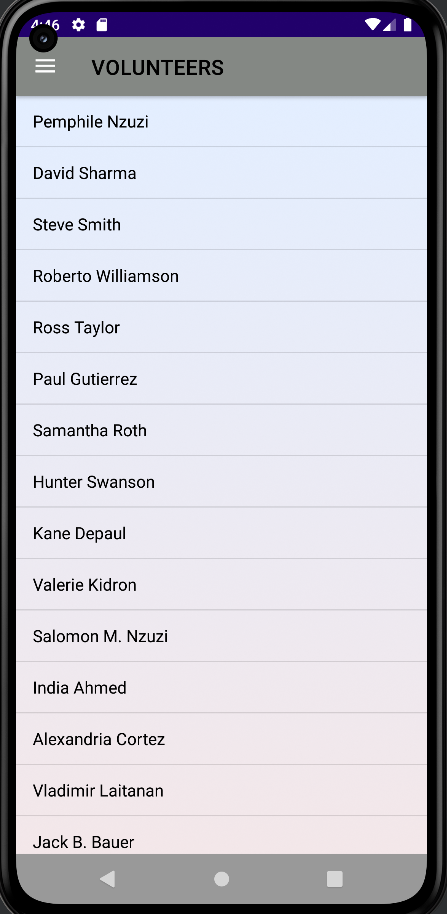 4:46
VOLUNTEERS
Pemphile Nzuzi
David Sharma
Steve Smith
Roberto Williamson
Ross Taylor
Paul Gutierrez
Samantha Roth
Hunter Swanson
Kane Depaul
Valerie Kidron
Salomon M. Nzuzi
India Ahmed
Alexandria Cortez
Vladimir Laitanan
Jack B. Bauer